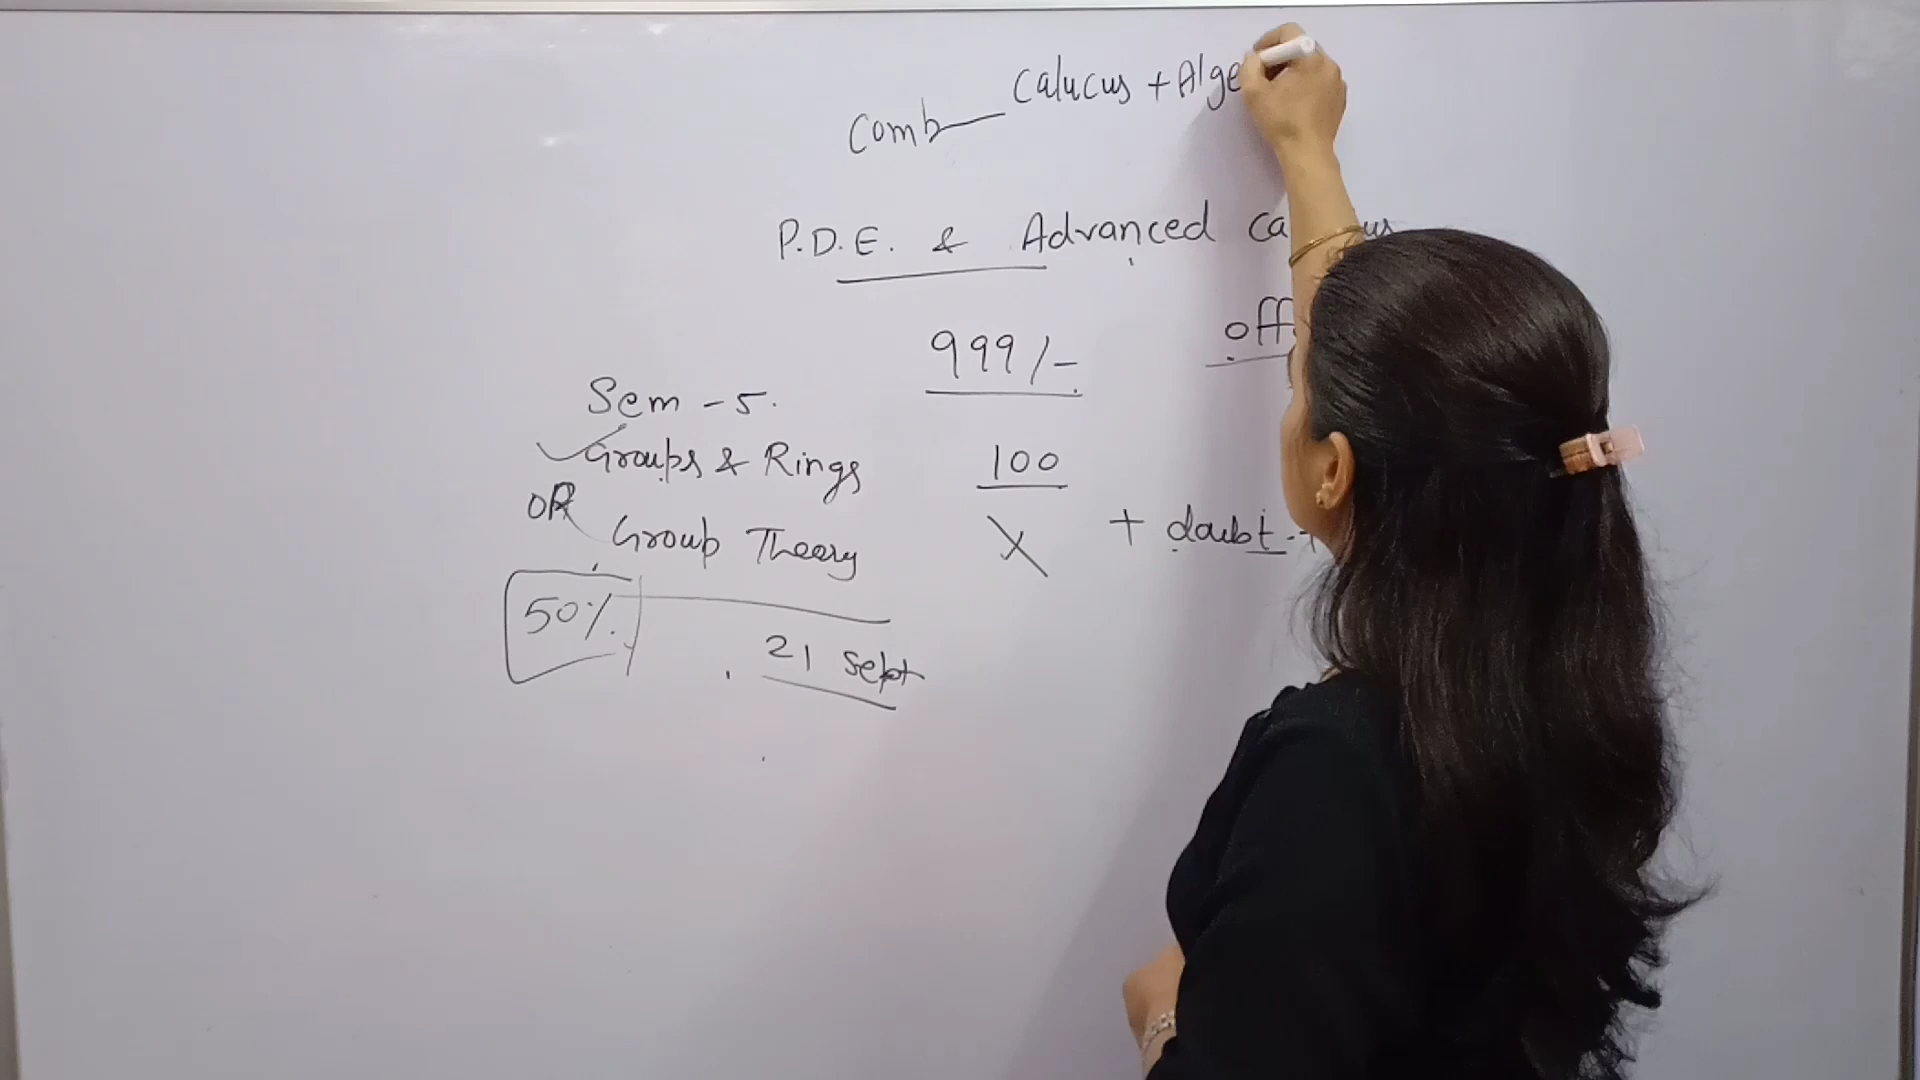 Calucus + Alge
Comb
P.D.E. & Advanced Ca us
999/- off
Sem - 5.
Groups & Rings 100
OR
Group Theory X + doubt
50%.
21 Sept